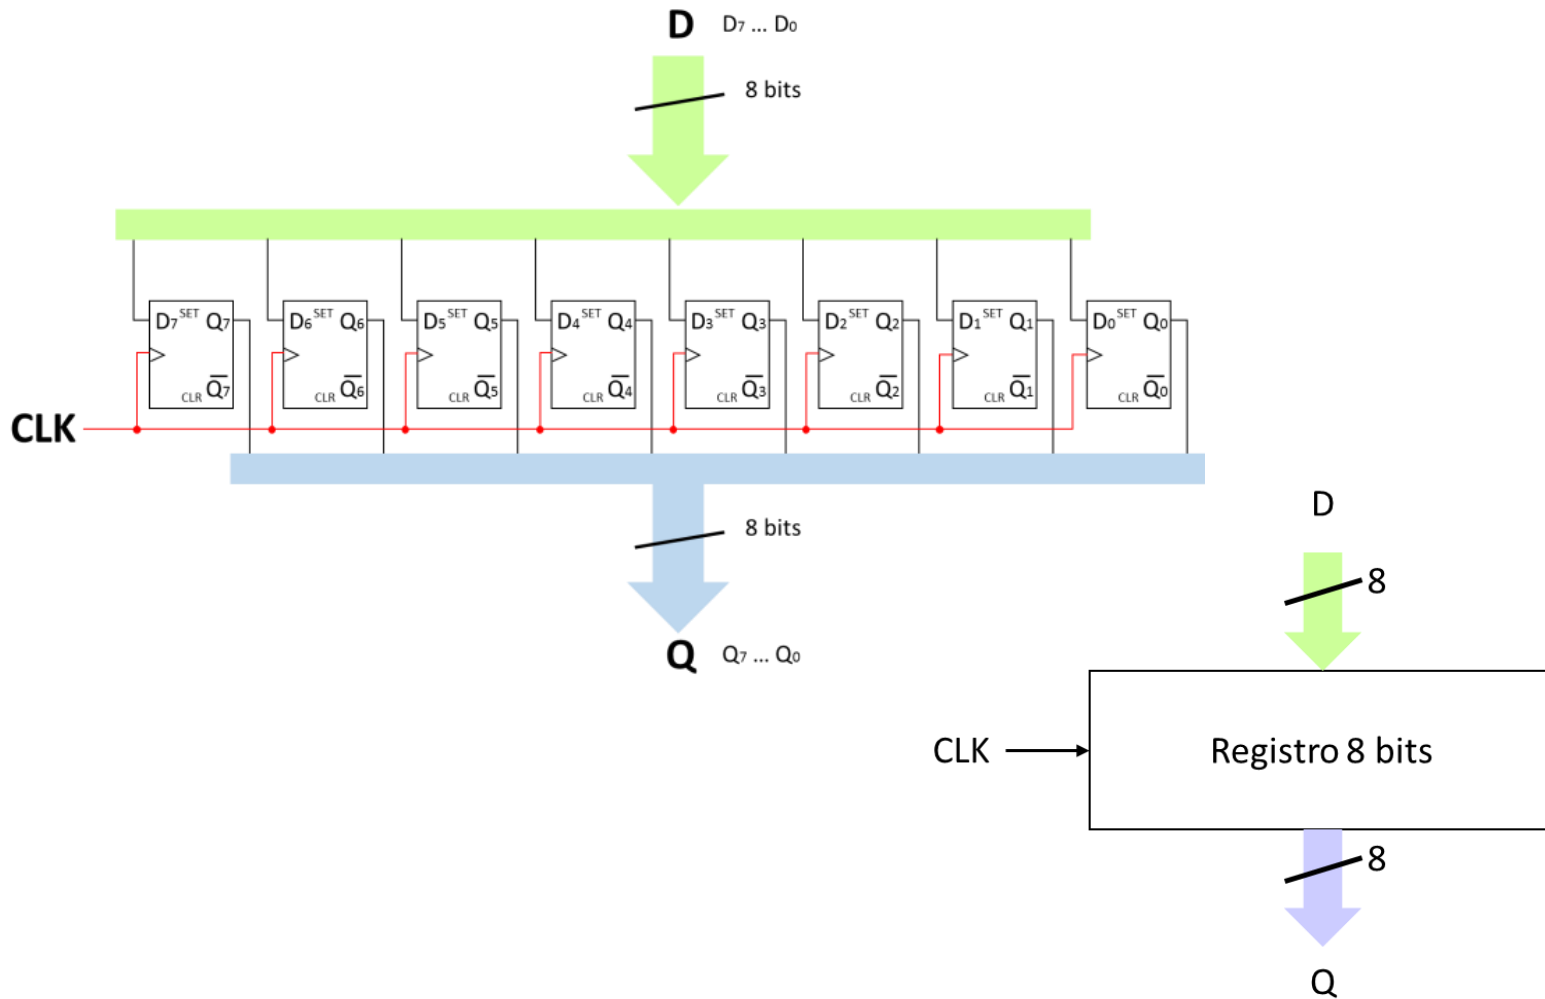 D D₇ ... D₀
8 bits
D₇ SET Q₇ D₆ SET Q₆ D₅ SET Q₅ D₄ SET Q₄ D₃ SET Q₃ D₂ SET Q₂ D₁ SET Q₁ D₀ SET Q₀
CLR Q̅₇ CLR Q̅₆ CLR Q̅₅ CLR Q̅₄ CLR Q̅₃ CLR Q̅₂ CLR Q̅₁ CLR Q̅₀
CLK
8 bits
Q Q₇ ... Q₀
D
8
CLK Registro 8 bits
8
Q